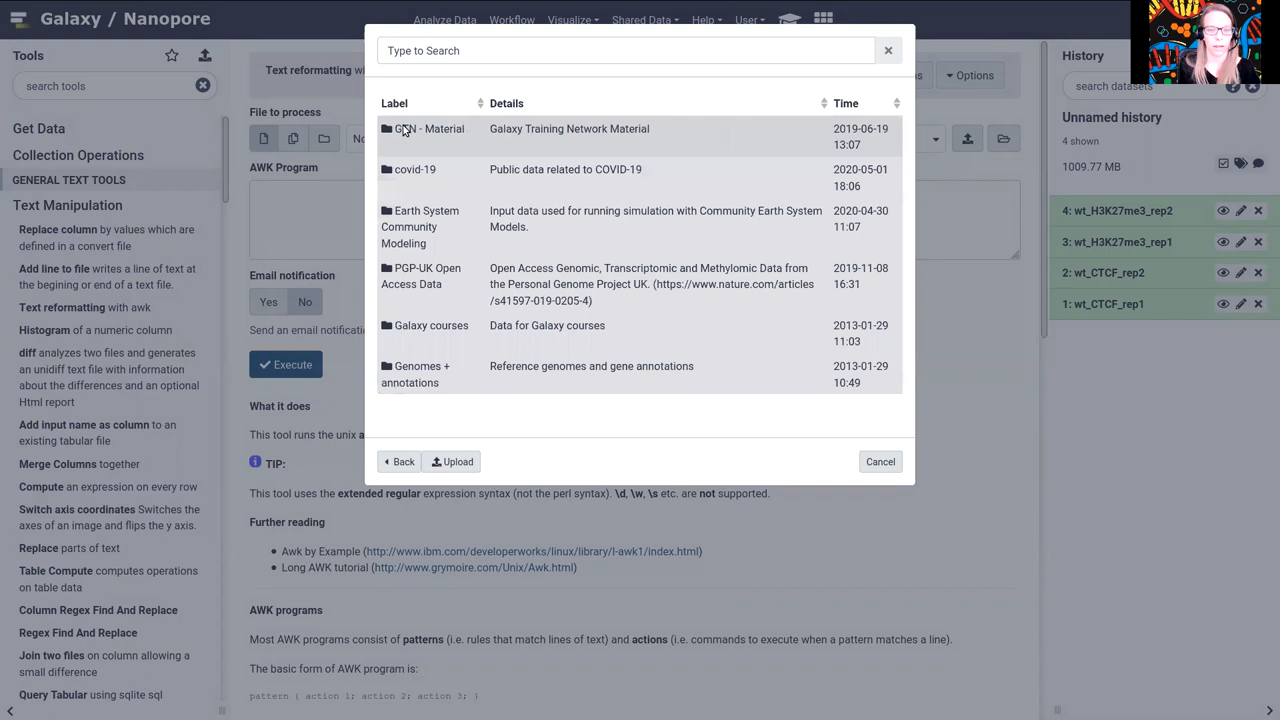 Galaxy / Nanopore
Analyze Data Workflow Visualize Shared Data Help User
Tools
search tools
Get Data
Collection Operations
GENERAL TEXT TOOLS
Text Manipulation
Replace column by values which are defined in a convert file
Add line to file writes a line of text at the begining or end of a text file.
Text reformatting with awk
Histogram of a numeric column
diff analyzes two files and generates an unidiff text file with information about the differences and an optional Html report
Add input name as column to an existing tabular file
Merge Columns together
Compute an expression on every row
Switch axis coordinates Switches the axes of an image and flips the y axis.
Replace parts of text
Table Compute computes operations on table data
Column Regex Find And Replace
Regex Find And Replace
Join two files on column allowing a small difference
Query Tabular using sqlite sql
Text reformatting
Options
File to process
AWK Program
Email notification
Yes No
Execute
What it does
This tool runs the unix
TIP:
This tool uses the extended regular expression syntax (not the perl syntax). \d, \w, \s etc. are not supported.
Further reading
Awk by Example (http://www.ibm.com/developerworks/linux/library/l-awk1/index.html)
Long AWK tutorial (http://www.grymoire.com/Unix/Awk.html)
AWK programs
Most AWK programs consist of patterns (i.e. rules that match lines of text) and actions (i.e. commands to execute when a pattern matches a line).
The basic form of AWK program is:
pattern { action 1; action 2; action 3; }
Type to Search
Label Details Time
GTN - Material Galaxy Training Network Material 2019-06-19 13:07
covid-19 Public data related to COVID-19 2020-05-01 18:06
Earth System Community Modeling Input data used for running simulation with Community Earth System Models. 2020-04-30 11:07
PGP-UK Open Access Data Open Access Genomic, Transcriptomic and Methylomic Data from the Personal Genome Project UK. (https://www.nature.com/articles/s41597-019-0205-4) 2019-11-08 16:31
Galaxy courses Data for Galaxy courses 2013-01-29 11:03
Genomes + annotations Reference genomes and gene annotations 2013-01-29 10:49
Back Upload Cancel
History
search datasets
Unnamed history
4 shown
1009.77 MB
4: wt_H3K27me3_rep2
3: wt_H3K27me3_rep1
2: wt_CTCF_rep2
1: wt_CTCF_rep1